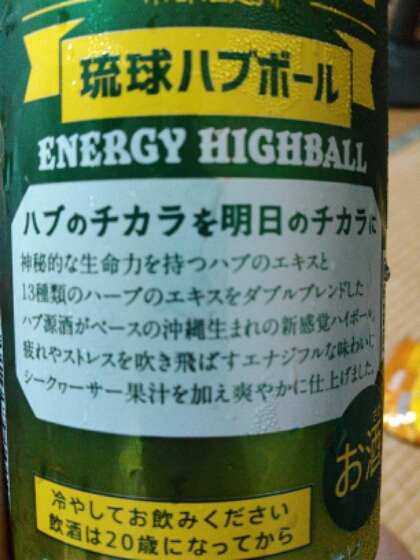 琉球ハブボール
ENERGY HIGHBALL
ハブのチカラを明日のチカラに
神秘的な生命力を持つハブのエキスと
13種類のハーブのエキスをダブルブレンドした
ハブ源酒がベースの沖縄生まれの新感覚ハイボール。
疲れやストレスを吹き飛ばすエナジフルな味わいに
シークヮーサー果汁を加え爽やかに仕上げました。
お酒
冷やしてお飲みください
飲酒は20歳になってから